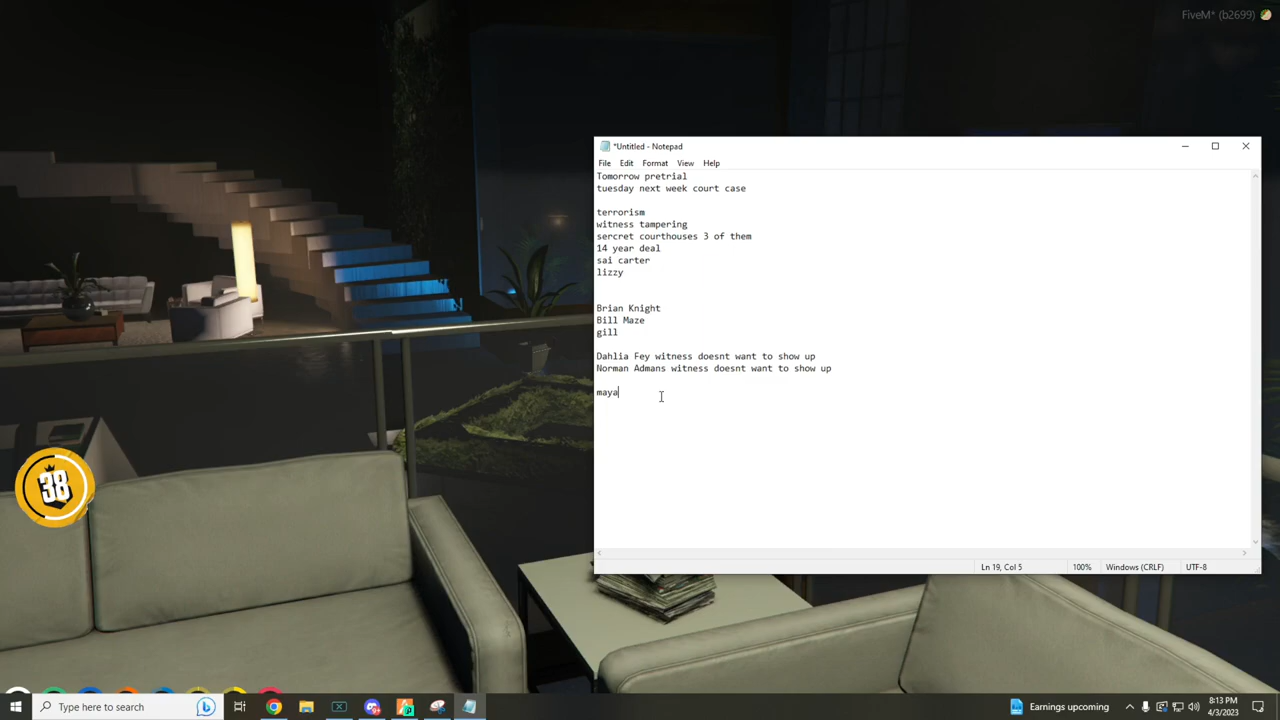 FiveM* (b2699)
*Untitled - Notepad
File Edit Format View Help
Tomorrow pretrial
tuesday next week court case
terrorism
witness tampering
sercret courthouses 3 of them
14 year deal
sai carter
lizzy
Brian Knight
Bill Maze
gill
Dahlia Fey witness doesnt want to show up
Norman Admans witness doesnt want to show up
maya
38
Ln 19, Col 5 100% Windows (CRLF) UTF-8
Type here to search
Earnings upcoming
8:13 PM
4/3/2023